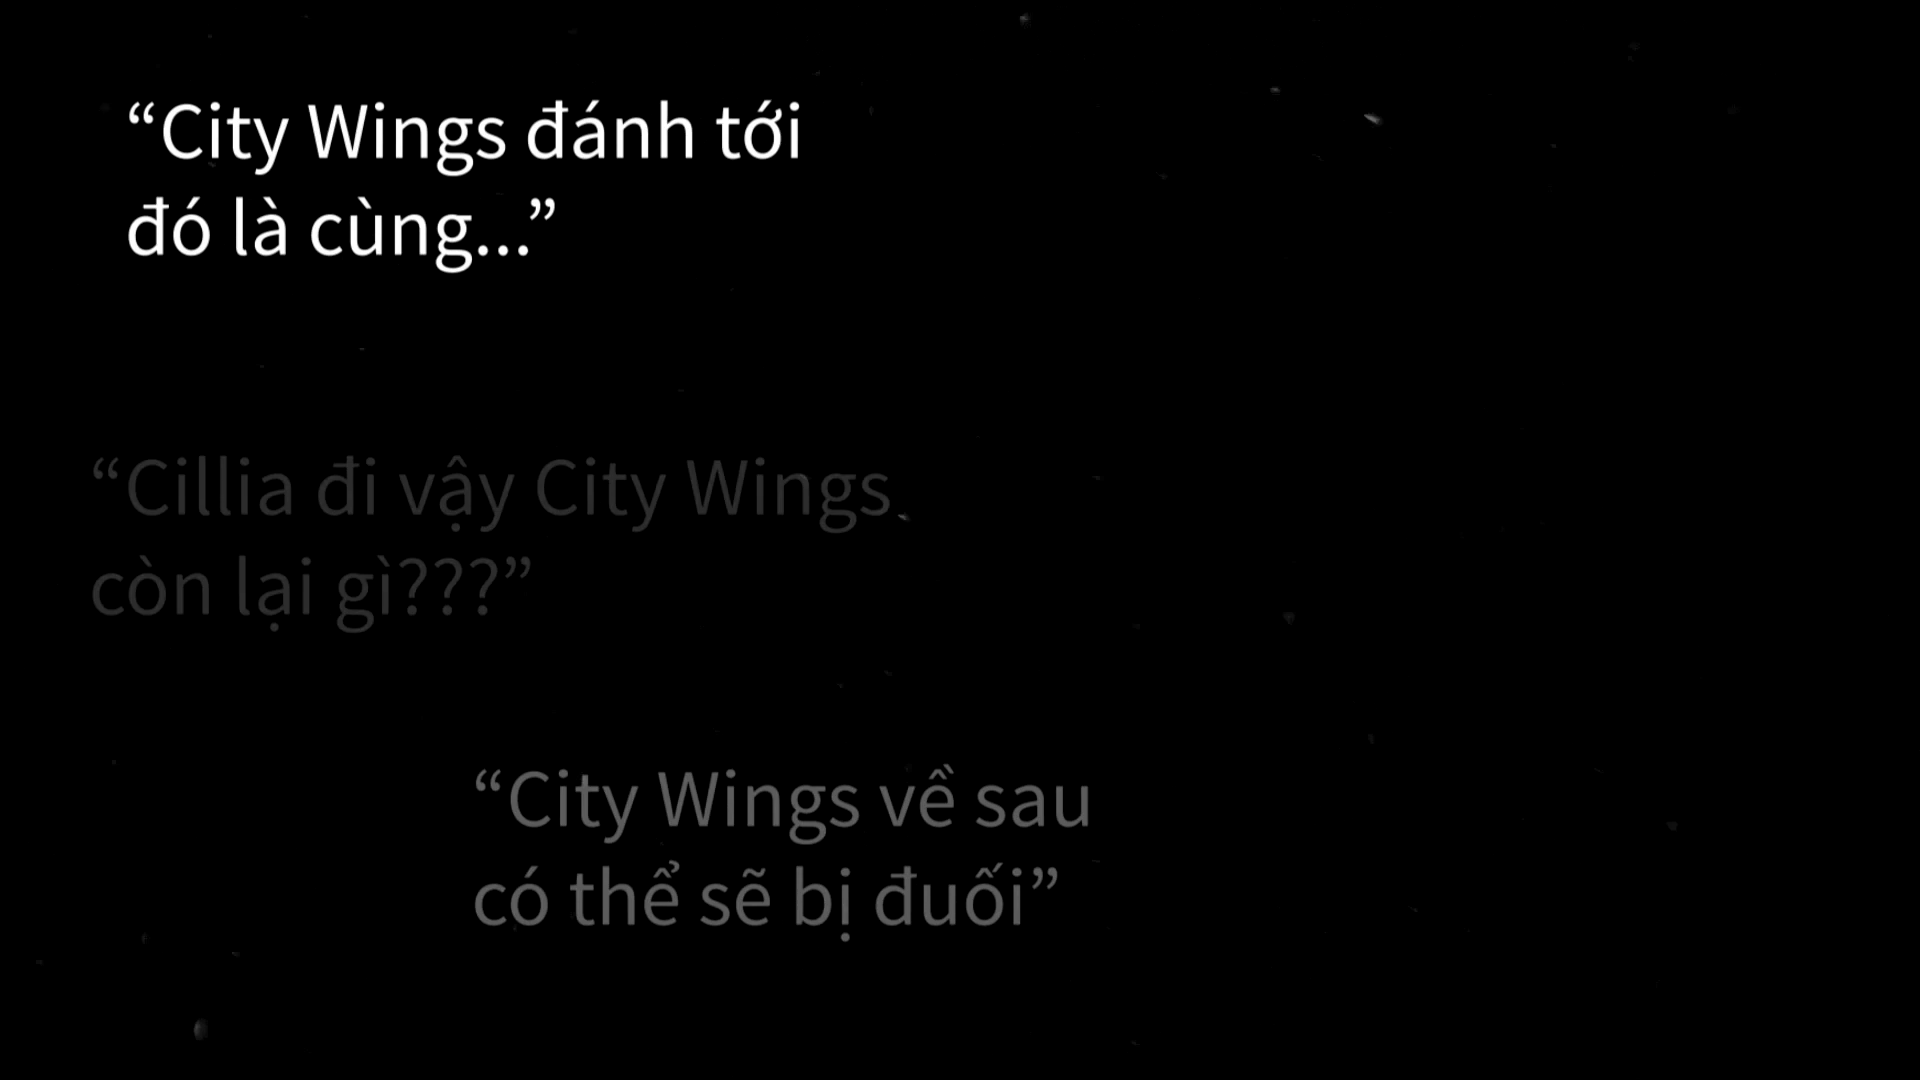 “City Wings đánh tới
đó là cùng...”
“Cillia đi vậy City Wings
còn lại gì???”
“City Wings về sau
có thể sẽ bị đuối”